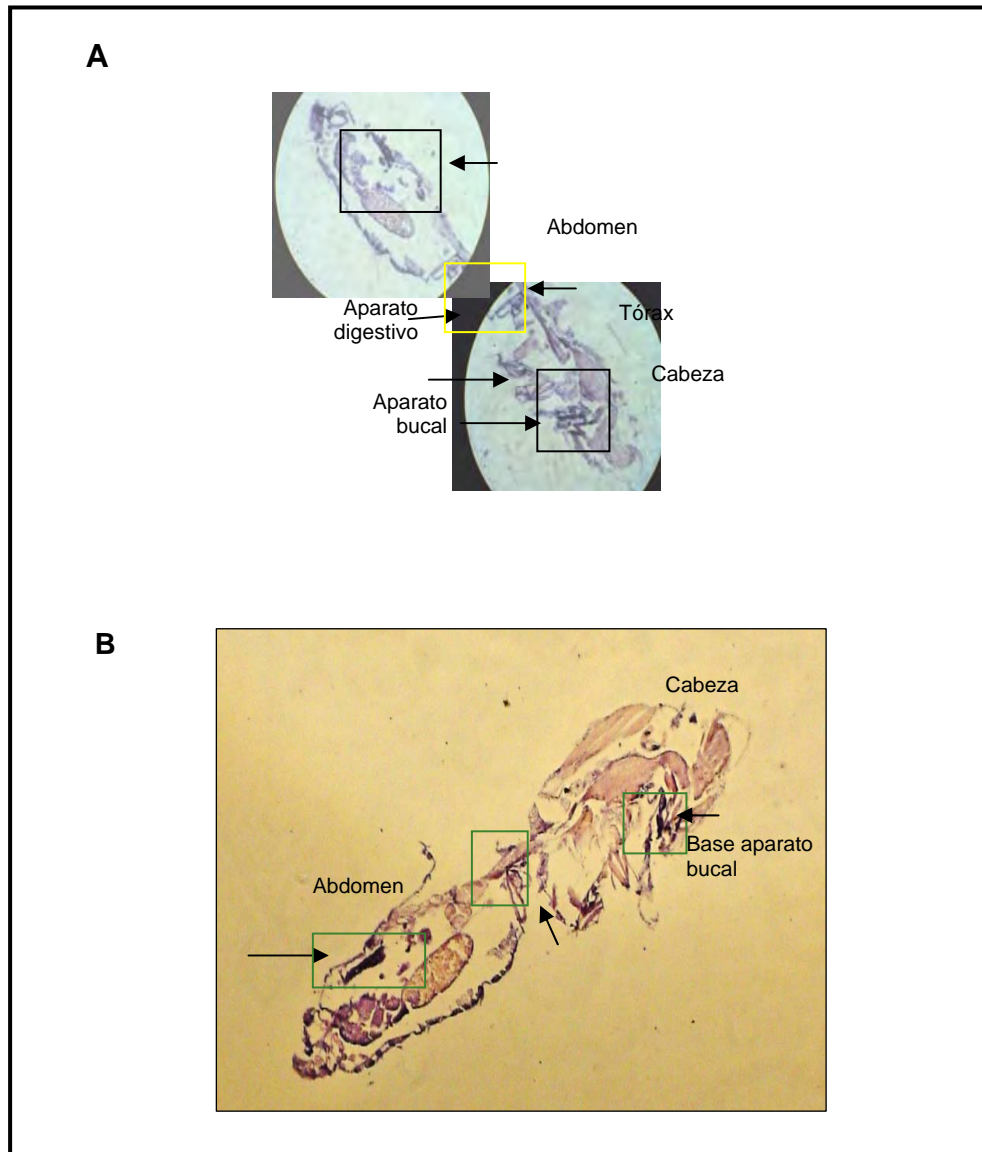 A
Abdomen
Aparato
digestivo
Tórax
Cabeza
Aparato
bucal
B
Cabeza
Base aparato
bucal
Abdomen